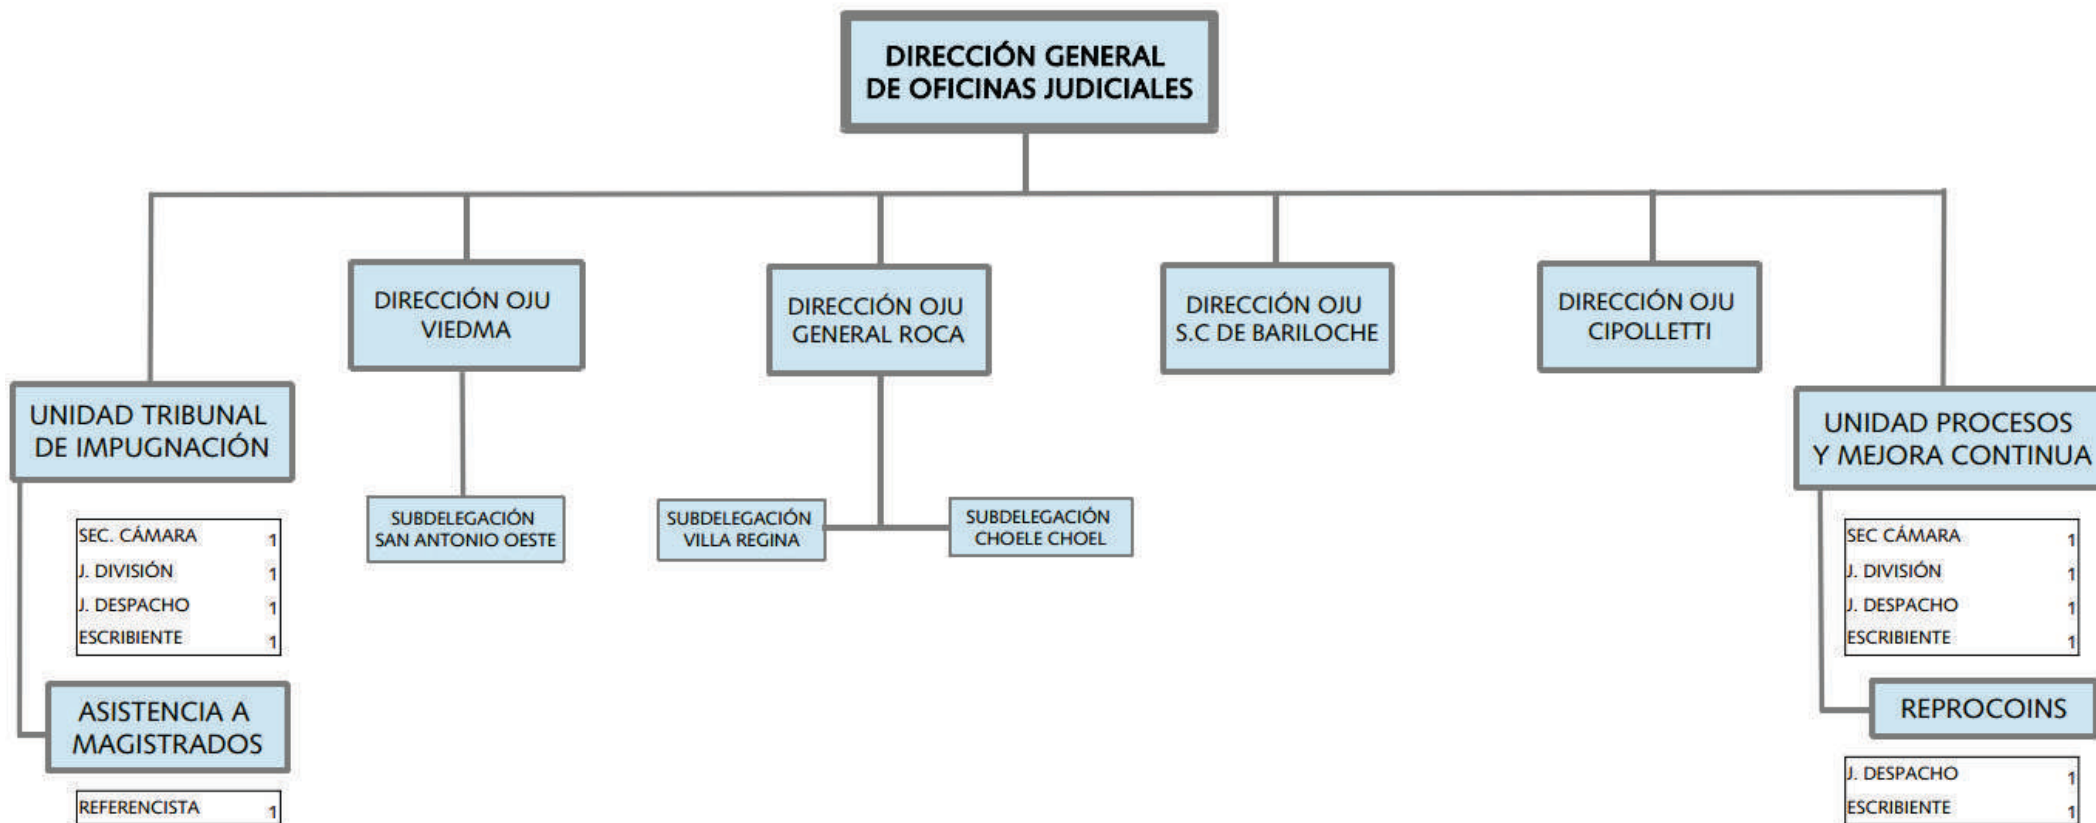 DIRECCIÓN GENERAL
DE OFICINAS JUDICIALES
DIRECCIÓN OJU
VIEDMA
DIRECCIÓN OJU
GENERAL ROCA
DIRECCIÓN OJU
S.C DE BARILOCHE
DIRECCIÓN OJU
CIPOLLETTI
UNIDAD TRIBUNAL
DE IMPUGNACIÓN
UNIDAD PROCESOS
Y MEJORA CONTINUA
SUBDELEGACIÓN
SAN ANTONIO OESTE
SUBDELEGACIÓN
VILLA REGINA
SUBDELEGACIÓN
CHOELE CHOEL
SEC. CÁMARA 1
J. DIVISIÓN 1
J. DESPACHO 1
ESCRIBIENTE 1
SEC CÁMARA 1
J. DIVISIÓN 1
J. DESPACHO 1
ESCRIBIENTE 1
ASISTENCIA A
MAGISTRADOS
REFERENCISTA 1
REPROCOINS
J. DESPACHO 1
ESCRIBIENTE 1